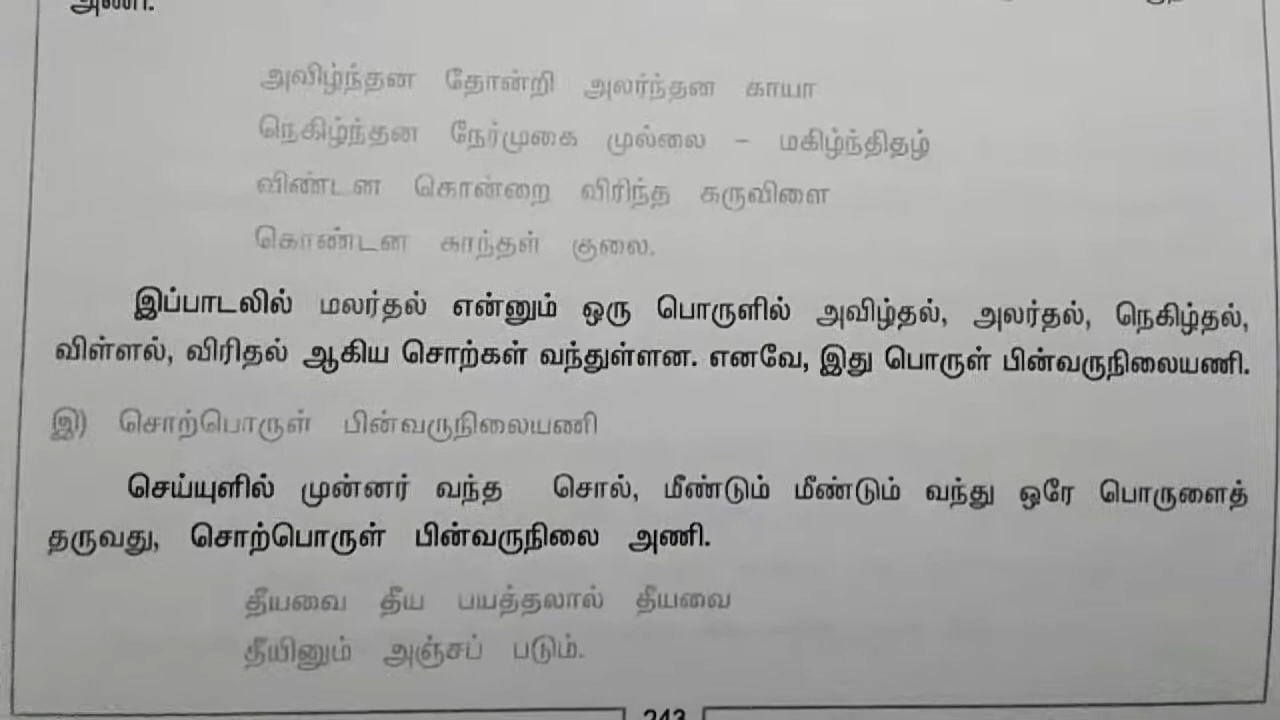 அணி.
அவிழ்ந்தன தோன்றி அலர்ந்தன காயா
நெகிழ்ந்தன நேர்முகை முல்லை – மகிழ்ந்திதழ்
விண்டன கொன்றை விரிந்த கருவிளை
கொண்டன காந்தள் குலை.
இப்பாடலில் மலர்தல் என்னும் ஒரு பொருளில் அவிழ்தல், அலர்தல், நெகிழ்தல்,
விள்ளல், விரிதல் ஆகிய சொற்கள் வந்துள்ளன. எனவே, இது பொருள் பின்வருநிலையணி.
இ) சொற்பொருள் பின்வருநிலையணி
செய்யுளில் முன்னர் வந்த சொல், மீண்டும் மீண்டும் வந்து ஒரே பொருளைத்
தருவது, சொற்பொருள் பின்வருநிலை அணி.
தீயவை தீய பயத்தலால் தீயவை
தீயினும் அஞ்சப் படும்.
243